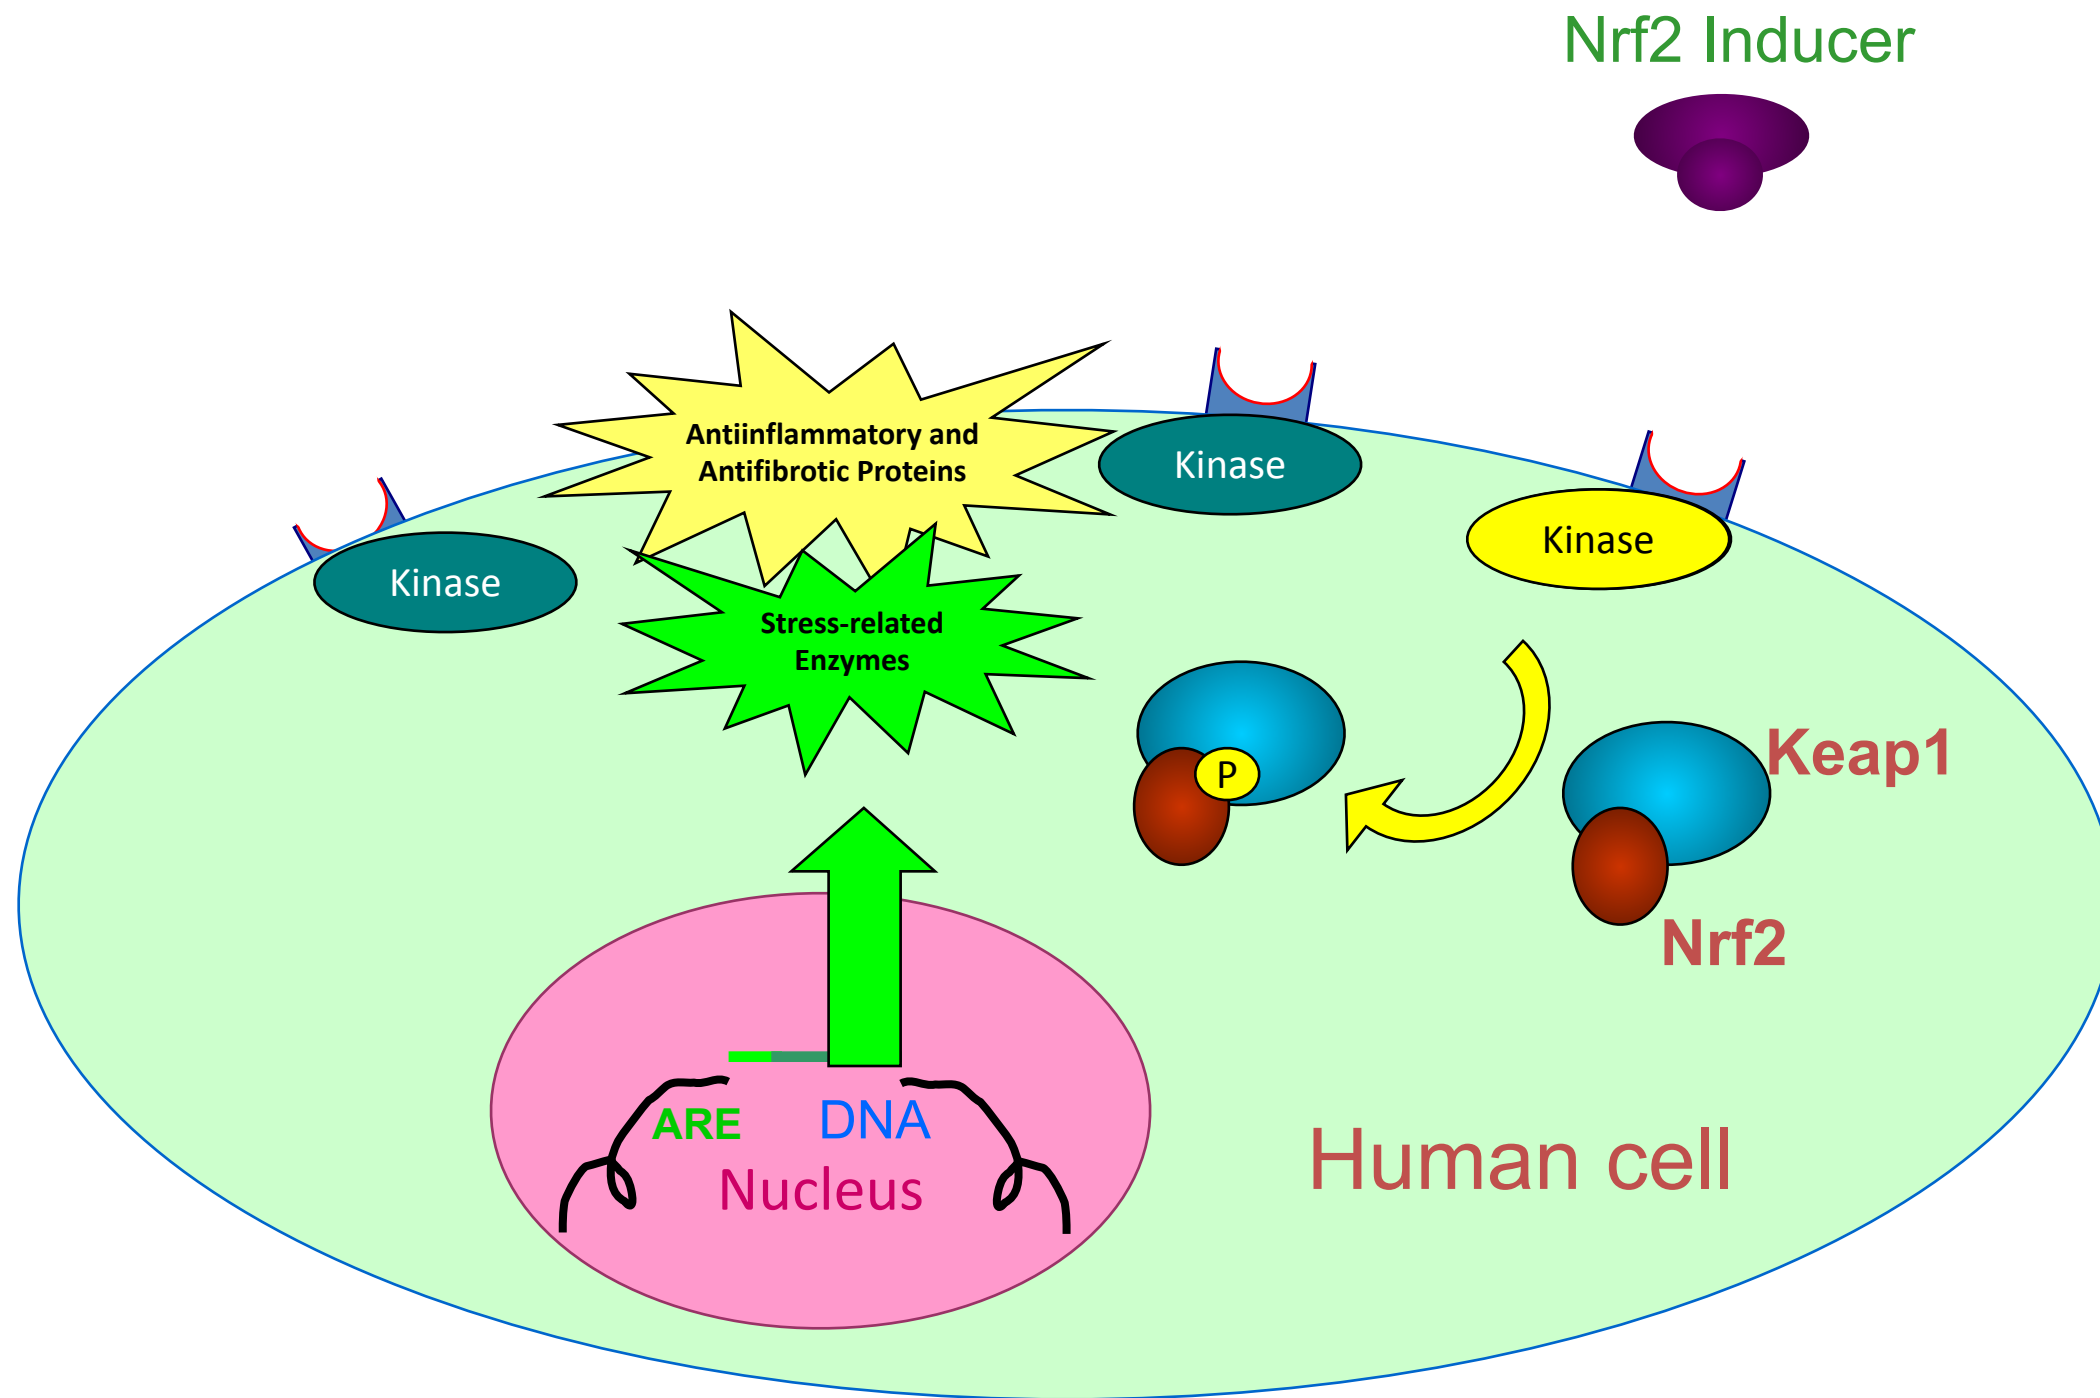 Nrf2 Inducer
Antiinflammatory and
Antifibrotic Proteins
Kinase
Kinase
Kinase
Stress-related
Enzymes
P
Keap1
Nrf2
ARE
DNA
Nucleus
Human cell